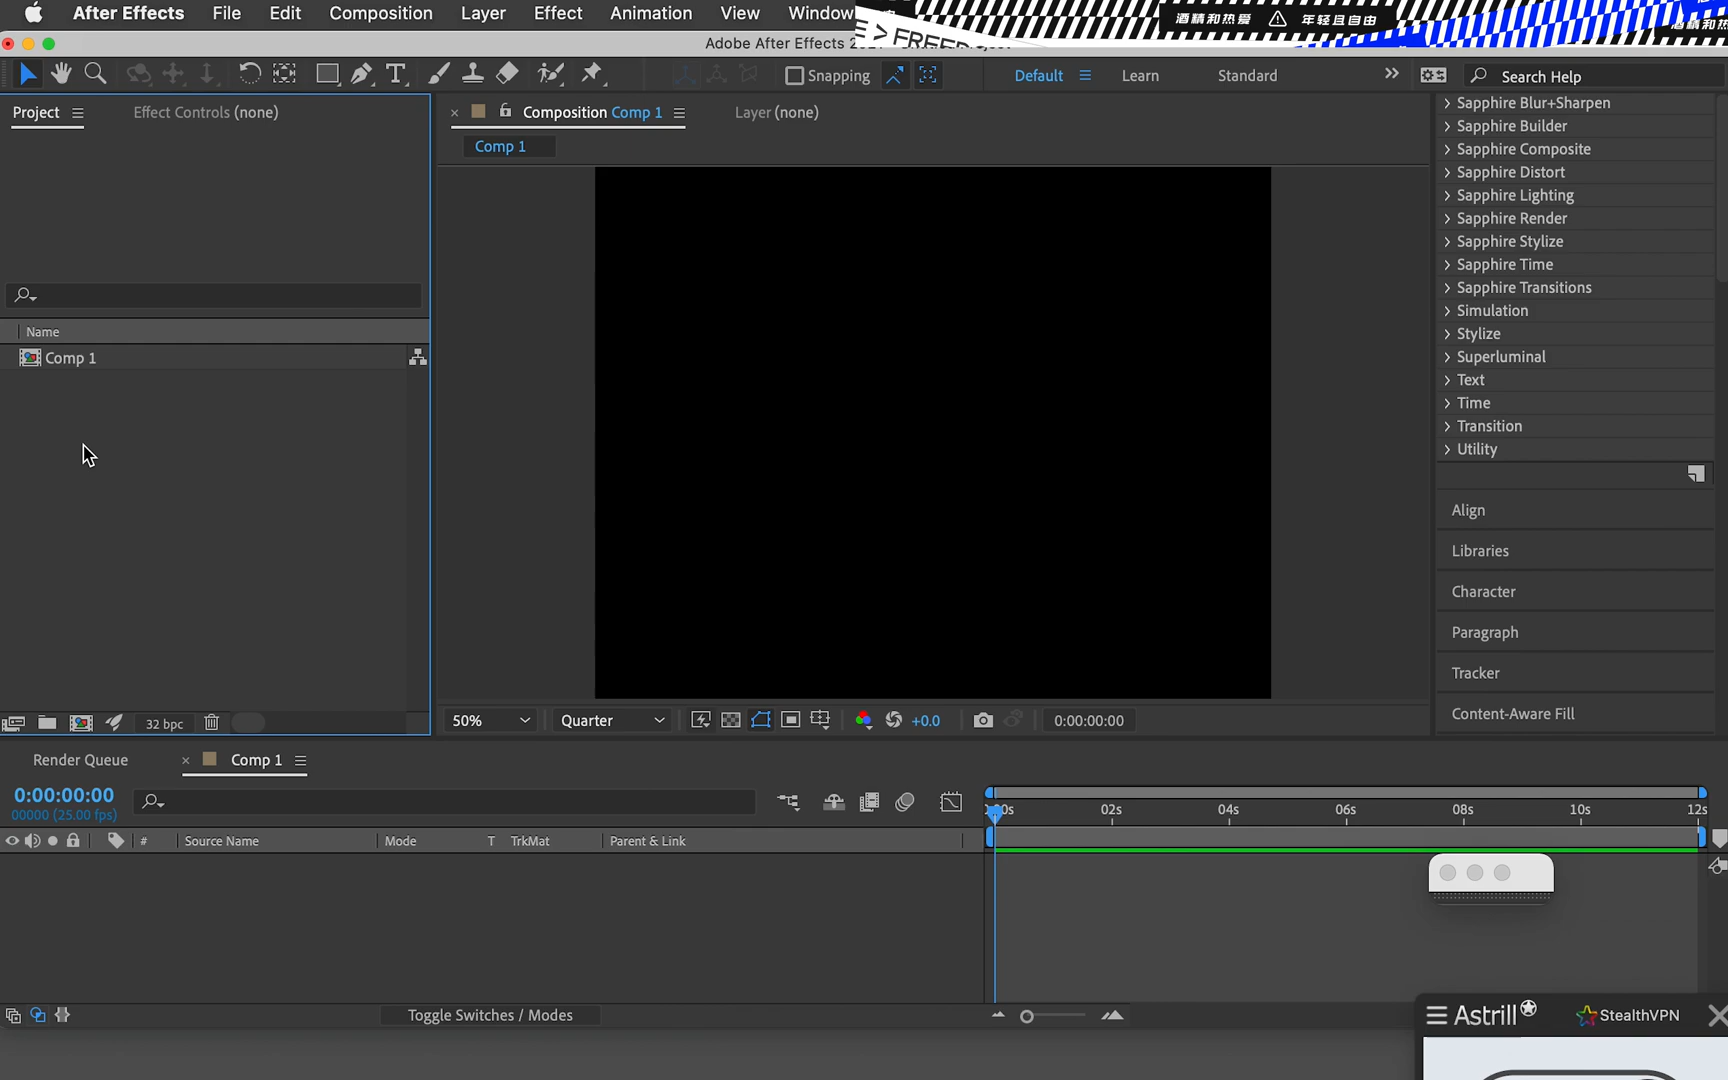 After Effects File Edit Composition Layer Effect Animation View Window
酒精和热爱 年轻且自由
> FREED
Adobe After Effects
Snapping Default Learn Standard Search Help
Project Effect Controls (none) Composition Comp 1 Layer (none)
Comp 1
Name
Comp 1
Sapphire Blur+Sharpen
Sapphire Builder
Sapphire Composite
Sapphire Distort
Sapphire Lighting
Sapphire Render
Sapphire Stylize
Sapphire Time
Sapphire Transitions
Simulation
Stylize
Superluminal
Text
Time
Transition
Utility
Align
Libraries
Character
Paragraph
Tracker
Content-Aware Fill
32 bpc 50% Quarter +0.0 0:00:00:00
Render Queue Comp 1
0:00:00:00
00000 (25.00 fps)
02s 04s 06s 08s 10s 12s
# Source Name Mode T TrkMat Parent & Link
Toggle Switches / Modes
Astrill StealthVPN